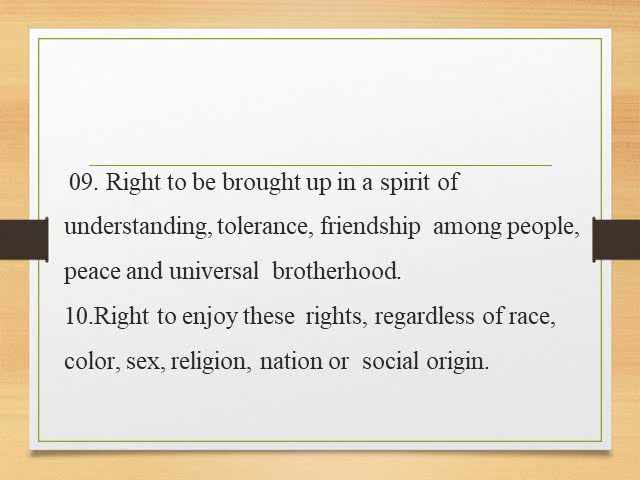 09. Right to be brought up in a spirit of
understanding, tolerance, friendship among people,
peace and universal brotherhood.
10.Right to enjoy these rights, regardless of race,
color, sex, religion, nation or social origin.